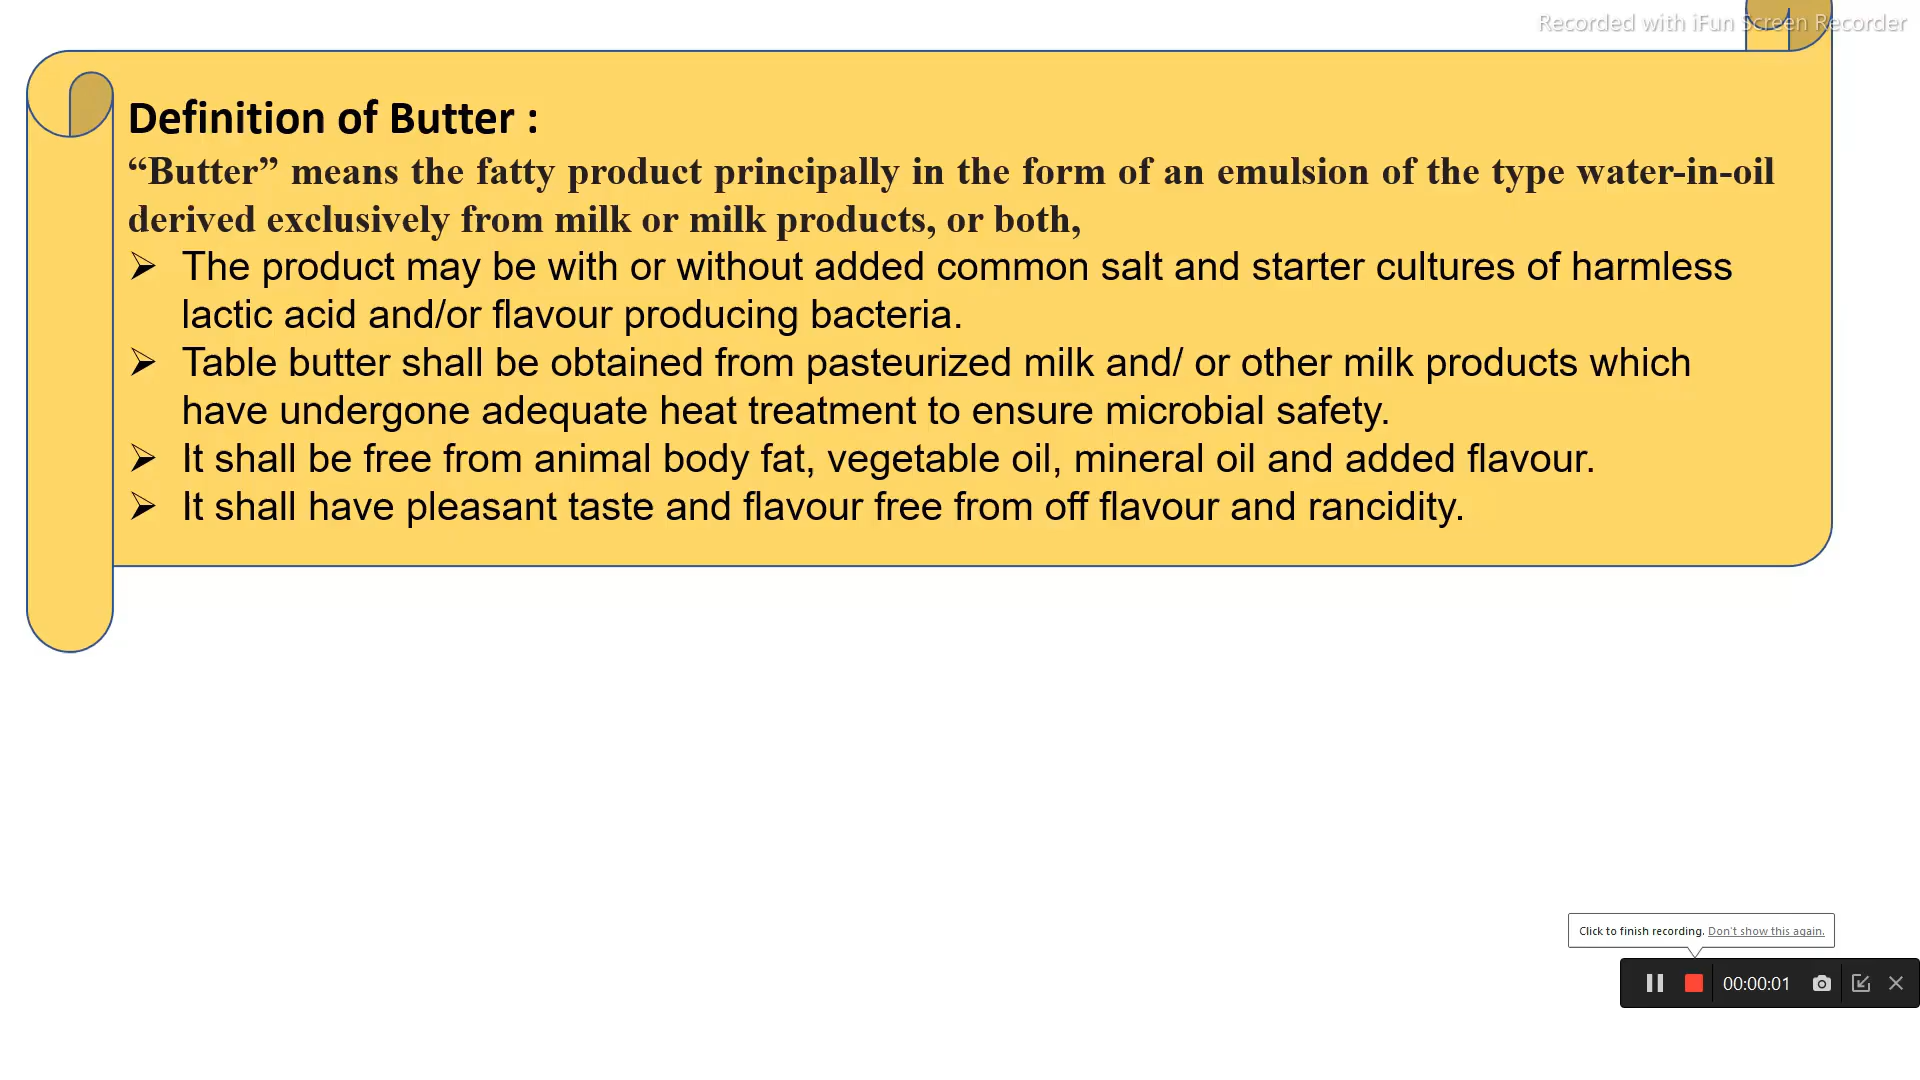 Recorded with iFun Screen Recorder
Definition of Butter :
“Butter” means the fatty product principally in the form of an emulsion of the type water-in-oil
derived exclusively from milk or milk products, or both,
➢ The product may be with or without added common salt and starter cultures of harmless
lactic acid and/or flavour producing bacteria.
➢ Table butter shall be obtained from pasteurized milk and/ or other milk products which
have undergone adequate heat treatment to ensure microbial safety.
➢ It shall be free from animal body fat, vegetable oil, mineral oil and added flavour.
➢ It shall have pleasant taste and flavour free from off flavour and rancidity.
Click to finish recording. Don't show this again.
00:00:01